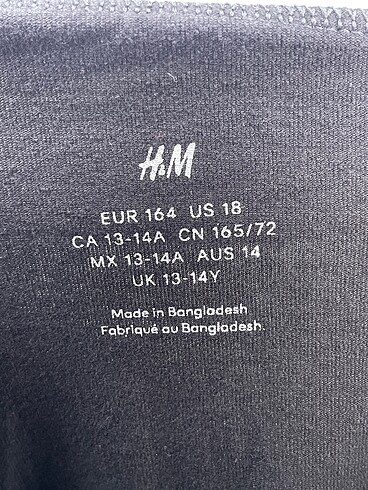 H&M
EUR 164 US 18
CA 13-14A CN 165/72
MX 13-14A AUS 14
UK 13-14Y
Made in Bangladesh
Fabriqué au Bangladesh.